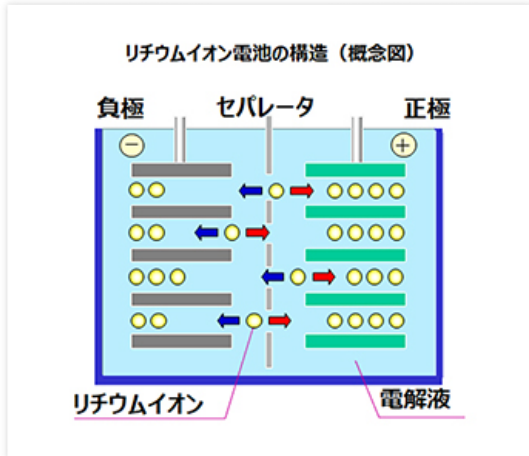 リチウムイオン電池の構造（概念図）
負極 セパレータ 正極
－ ＋
リチウムイオン 電解液